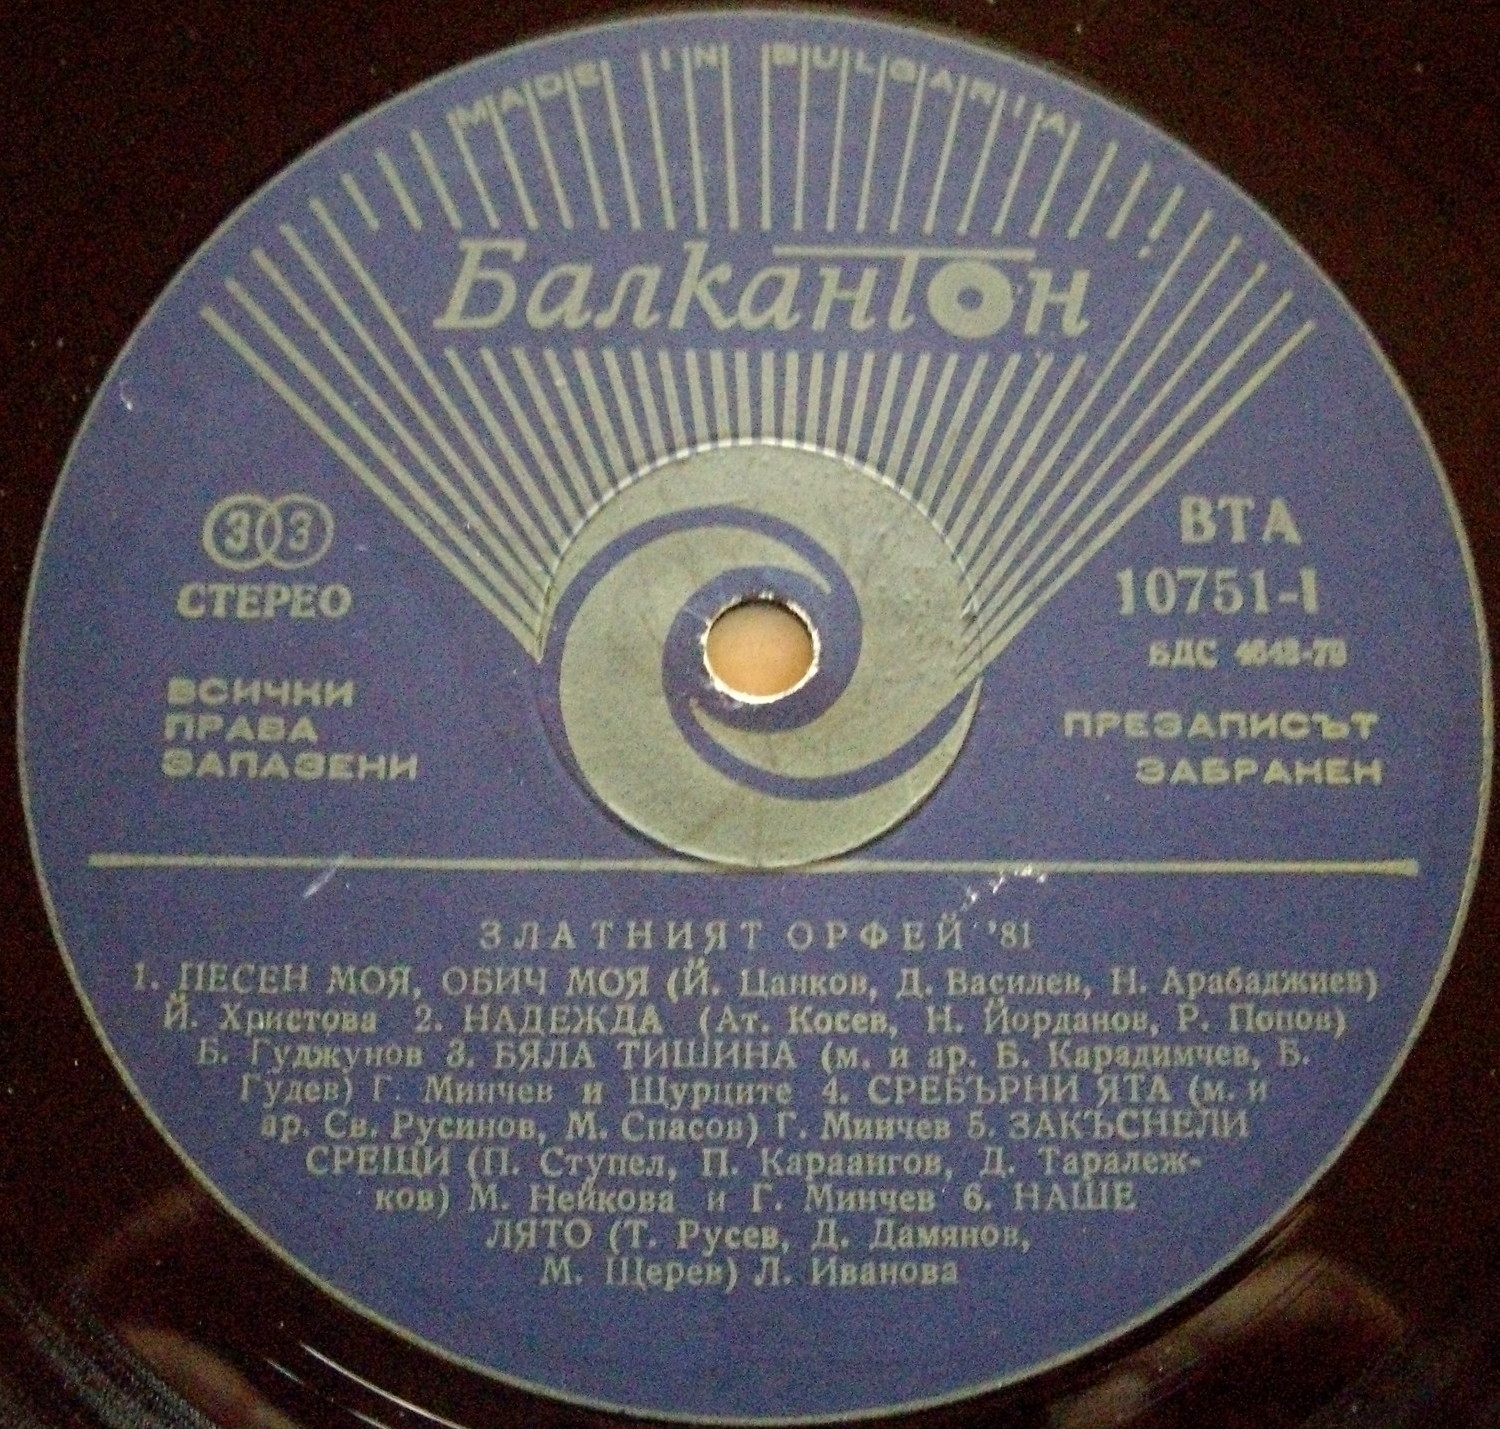 MADE IN BULGARIA
Балкантон
33
СТЕРЕО
ВСИЧКИ
ПРАВА
ЗАПАЗЕНИ
ВТА
10751-I
БДС
ПРЕЗАПИСЪТ
ЗАБРАНЕН
ЗЛАТНИЯТ ОРФЕЙ '81
1. ПЕСЕН МОЯ, ОБИЧ МОЯ (Й. Цанков, Д. Василев, Н. Арабаджиев)
Й. Христова 2. НАДЕЖДА (Ат. Косев, Н. Йорданов, Р. Попов)
Б. Гуджунов 3. БЯЛА ТИШИНА (м. и ар. Б. Карадимчев, Б.
Гудев) Г. Минчев и Щурците 4. СРЕБЪРНИ ЯТА (м. и
ар. Св. Русинов, М. Спасов) Г. Минчев 5. ЗАКЪСНЕЛИ
СРЕЩИ (П. Ступел, П. Караангов, Д. Таралеж-
ков) М. Нейкова и Г. Минчев 6. НАШЕ
ЛЯТО (Т. Русев, Д. Дамянов,
М. Щерев) Л. Иванова